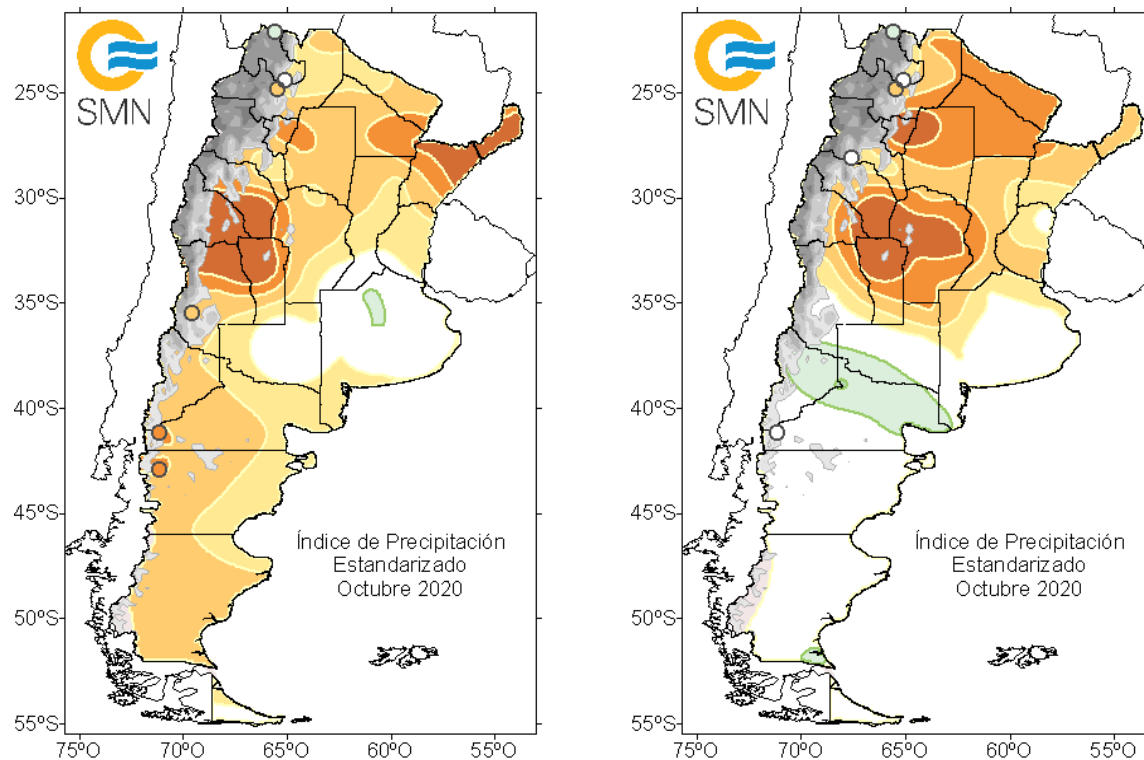 SMN
25ºS
30ºS
35ºS
40ºS
45ºS
50ºS
55ºS
75ºO
70ºO
65ºO
60ºO
55ºO
Índice de Precipitación
Estandarizado
Octubre 2020
SMN
25ºS
30ºS
35ºS
40ºS
45ºS
50ºS
55ºS
75ºO
70ºO
65ºO
60ºO
55ºO
Índice de Precipitación
Estandarizado
Octubre 2020